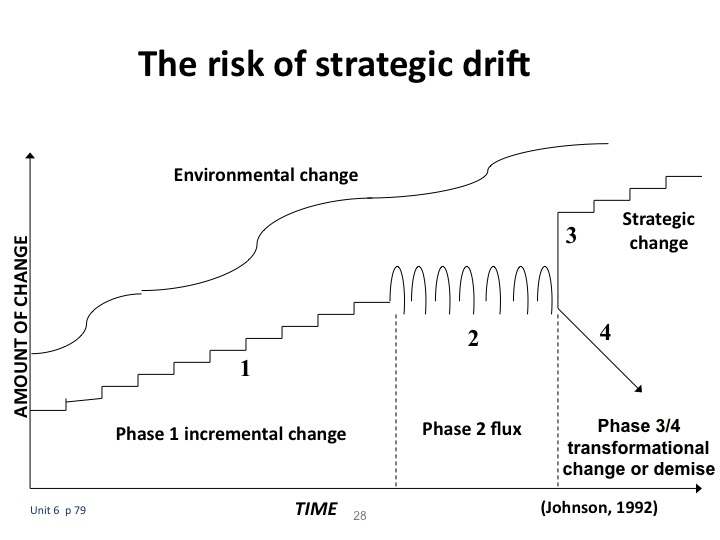 The risk of strategic drift
Environmental change
AMOUNT OF CHANGE
3
Strategic
change
2
4
1
Phase 1 incremental change
Phase 2 flux
Phase 3/4
transformational
change or demise
Unit 6 p 79
TIME
28
(Johnson, 1992)